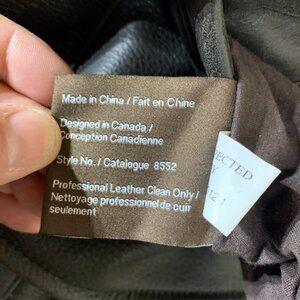 Made in China / Fait en Chine
Designed in Canada /
Conception Canadienne
Style No. / Catalogue 8552
Professional Leather Clean Only /
Nettoyage professionnel de cuir
seulement